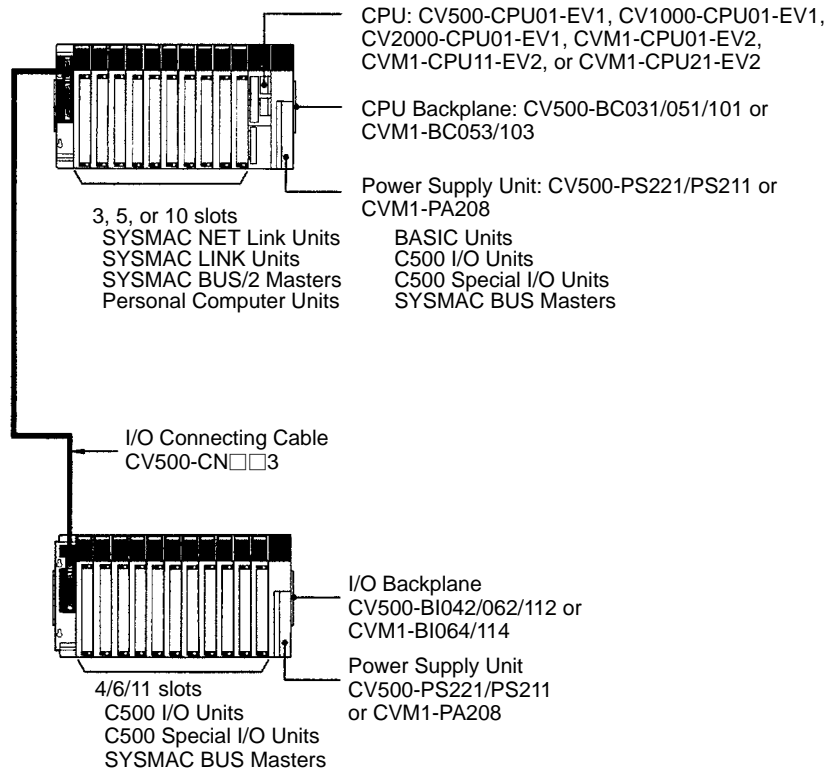 CPU: CV500-CPU01-EV1, CV1000-CPU01-EV1,
CV2000-CPU01-EV1, CVM1-CPU01-EV2,
CVM1-CPU11-EV2, or CVM1-CPU21-EV2
CPU Backplane: CV500-BC031/051/101 or
CVM1-BC053/103
Power Supply Unit: CV500-PS221/PS211 or
CVM1-PA208
3, 5, or 10 slots
SYSMAC NET Link Units
SYSMAC LINK Units
SYSMAC BUS/2 Masters
Personal Computer Units
BASIC Units
C500 I/O Units
C500 Special I/O Units
SYSMAC BUS Masters
I/O Connecting Cable
CV500-CN□□3
I/O Backplane
CV500-BI042/062/112 or
CVM1-BI064/114
Power Supply Unit
CV500-PS221/PS211
or CVM1-PA208
4/6/11 slots
C500 I/O Units
C500 Special I/O Units
SYSMAC BUS Masters